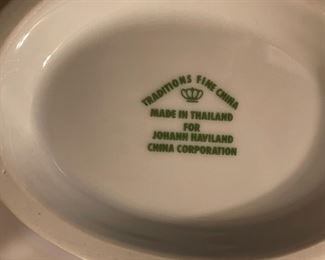 TRADITIONS FINE CHINA
MADE IN THAILAND
FOR
JOHANN HAVILAND
CHINA CORPORATION